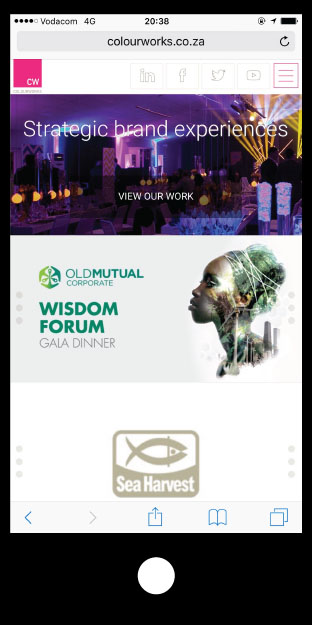 Vodacom 4G 20:38
colourworks.co.za
CW
COLOURWORKS
in f
Strategic brand experiences
VIEW OUR WORK
OLDMUTUAL
CORPORATE
WISDOM
FORUM
GALA DINNER
Sea Harvest